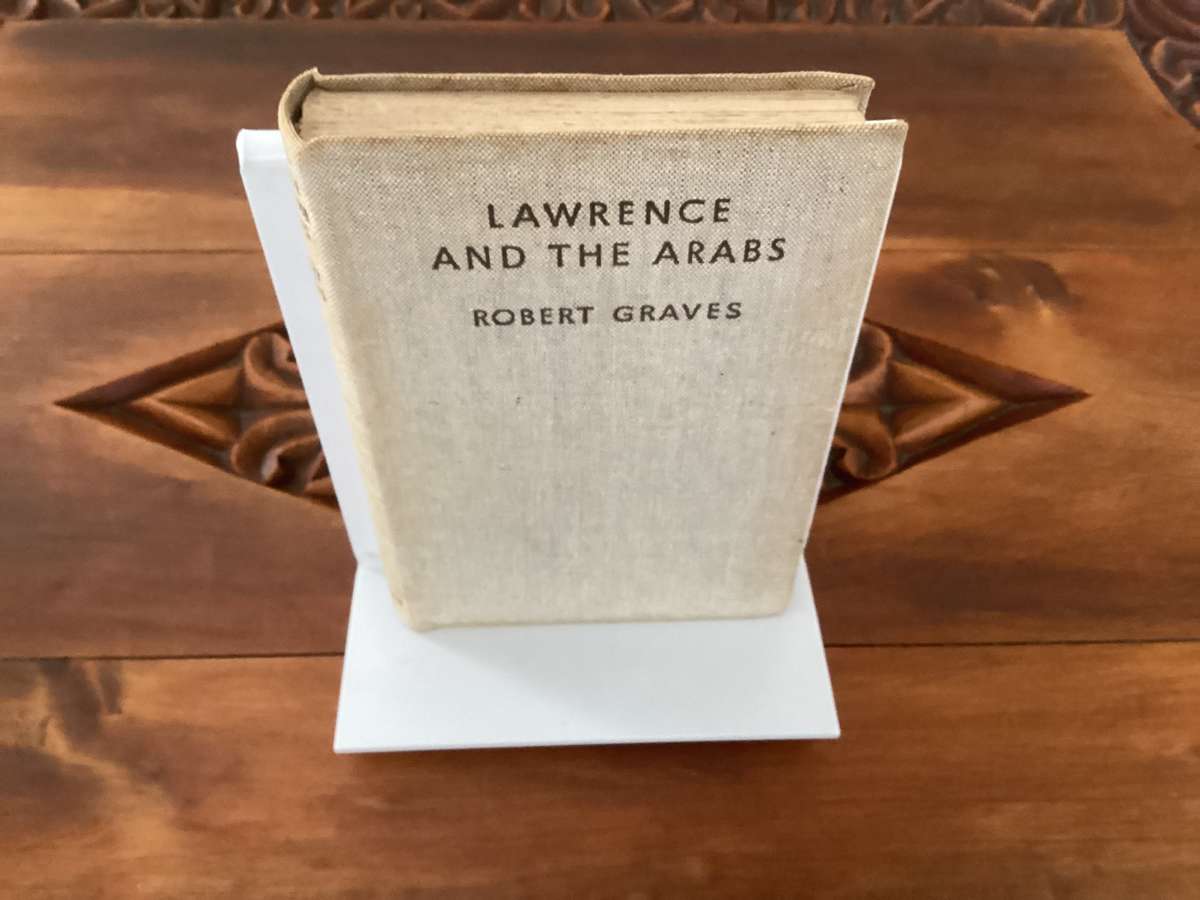 LAWRENCE
AND THE ARABS
ROBERT GRAVES